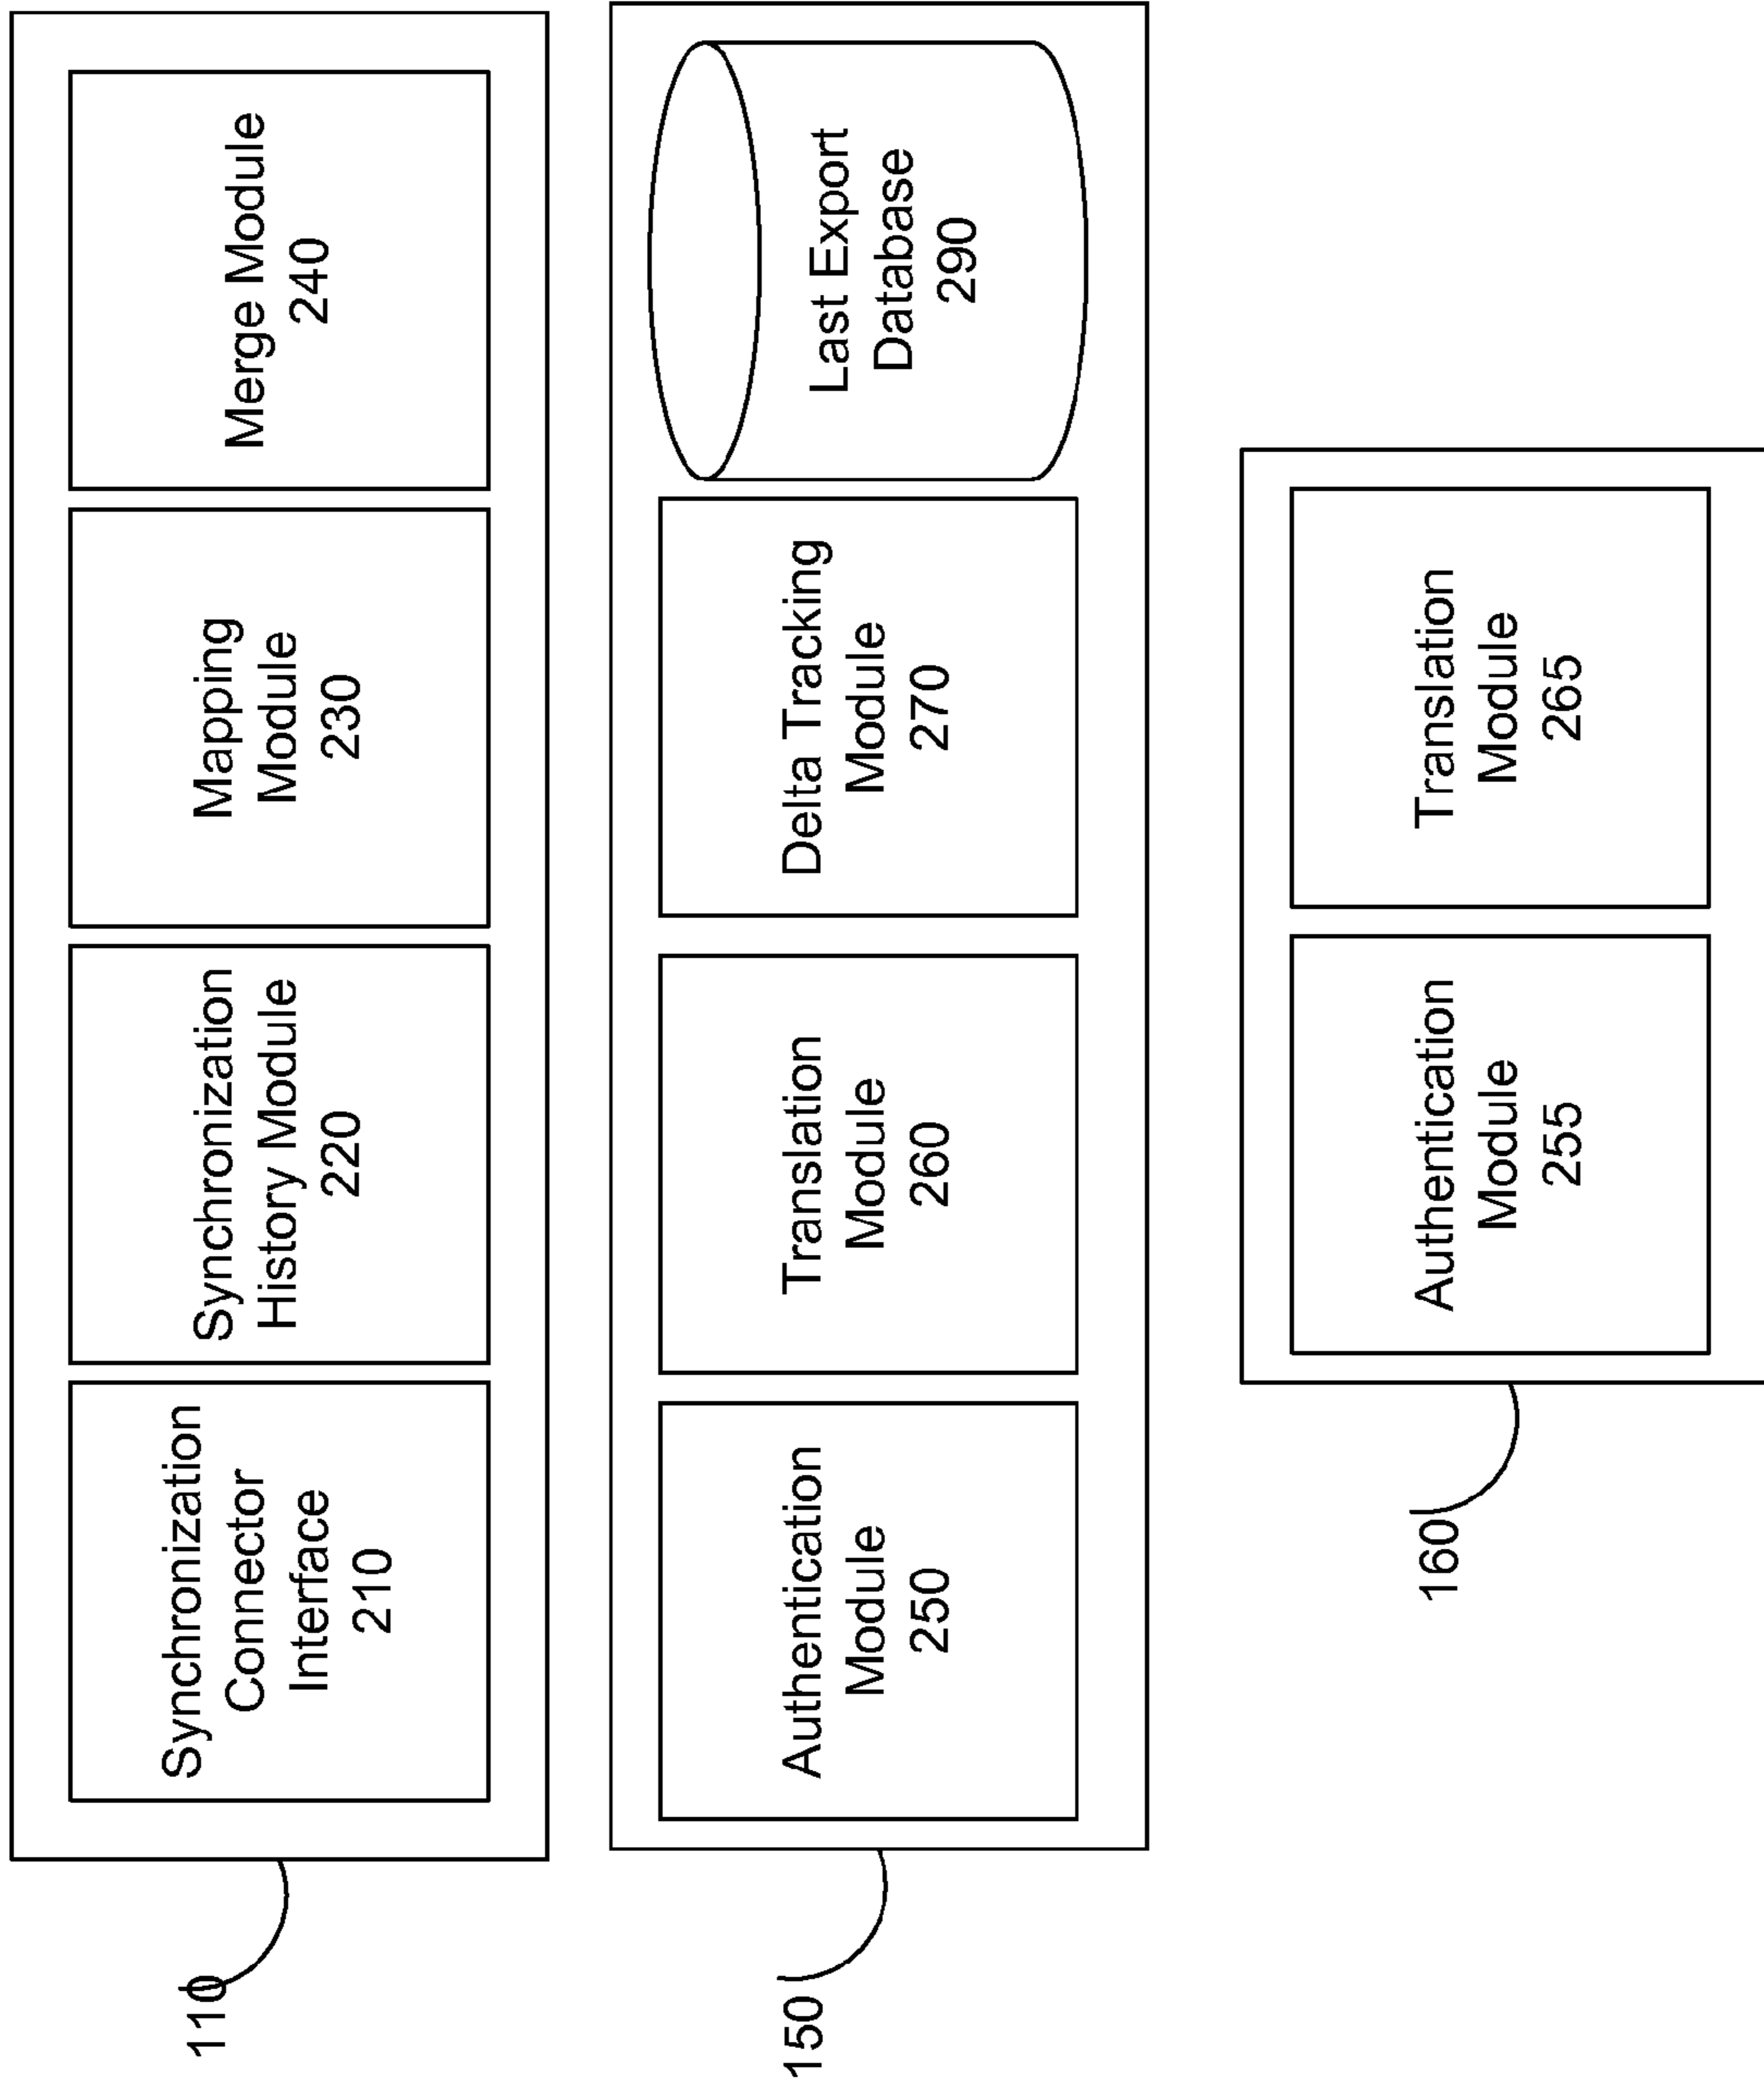 110
Synchronization
Connector
Interface
210
Synchronization
History Module
220
Mapping
Module
230
Merge Module
240
150
Authentication
Module
250
Translation
Module
260
Delta Tracking
Module
270
Last Export
Database
290
160
Authentication
Module
255
Translation
Module
265